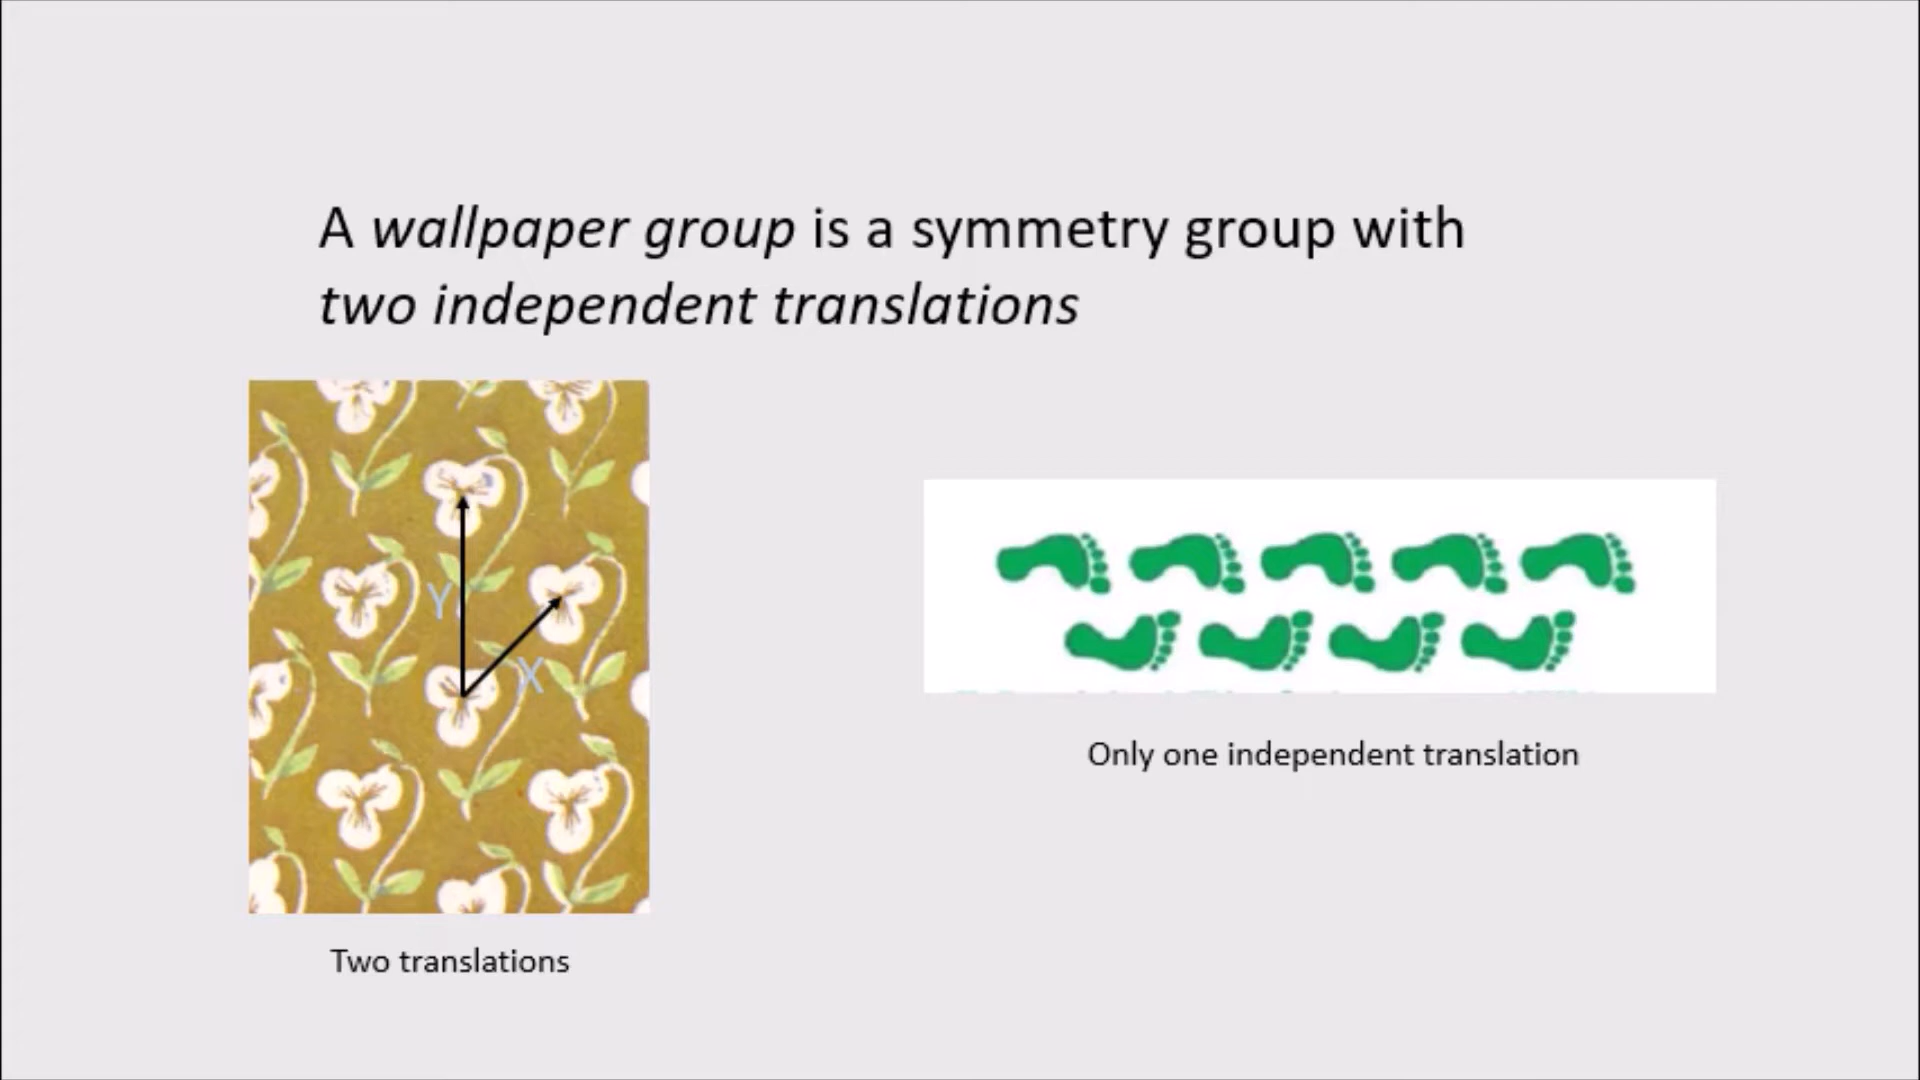 A wallpaper group is a symmetry group with
two independent translations
Y
X
Two translations
Only one independent translation